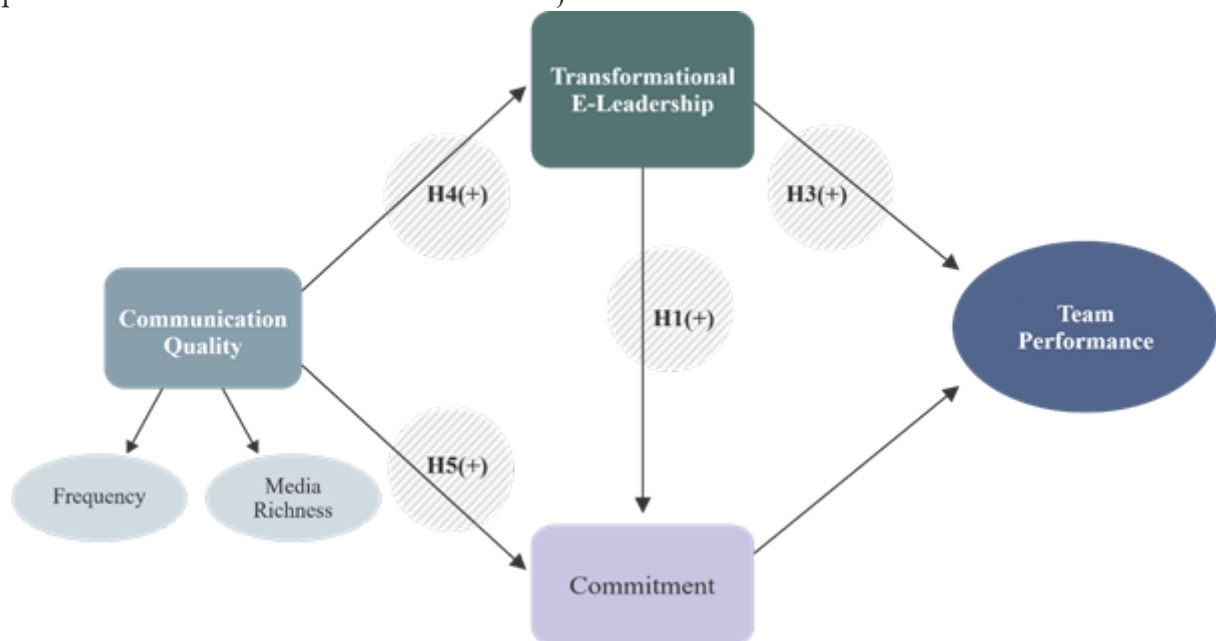 Transformational
E-Leadership
H4(+)
H3(+)
H1(+)
Communication
Quality
Team
Performance
H5(+)
Frequency
Media
Richness
Commitment